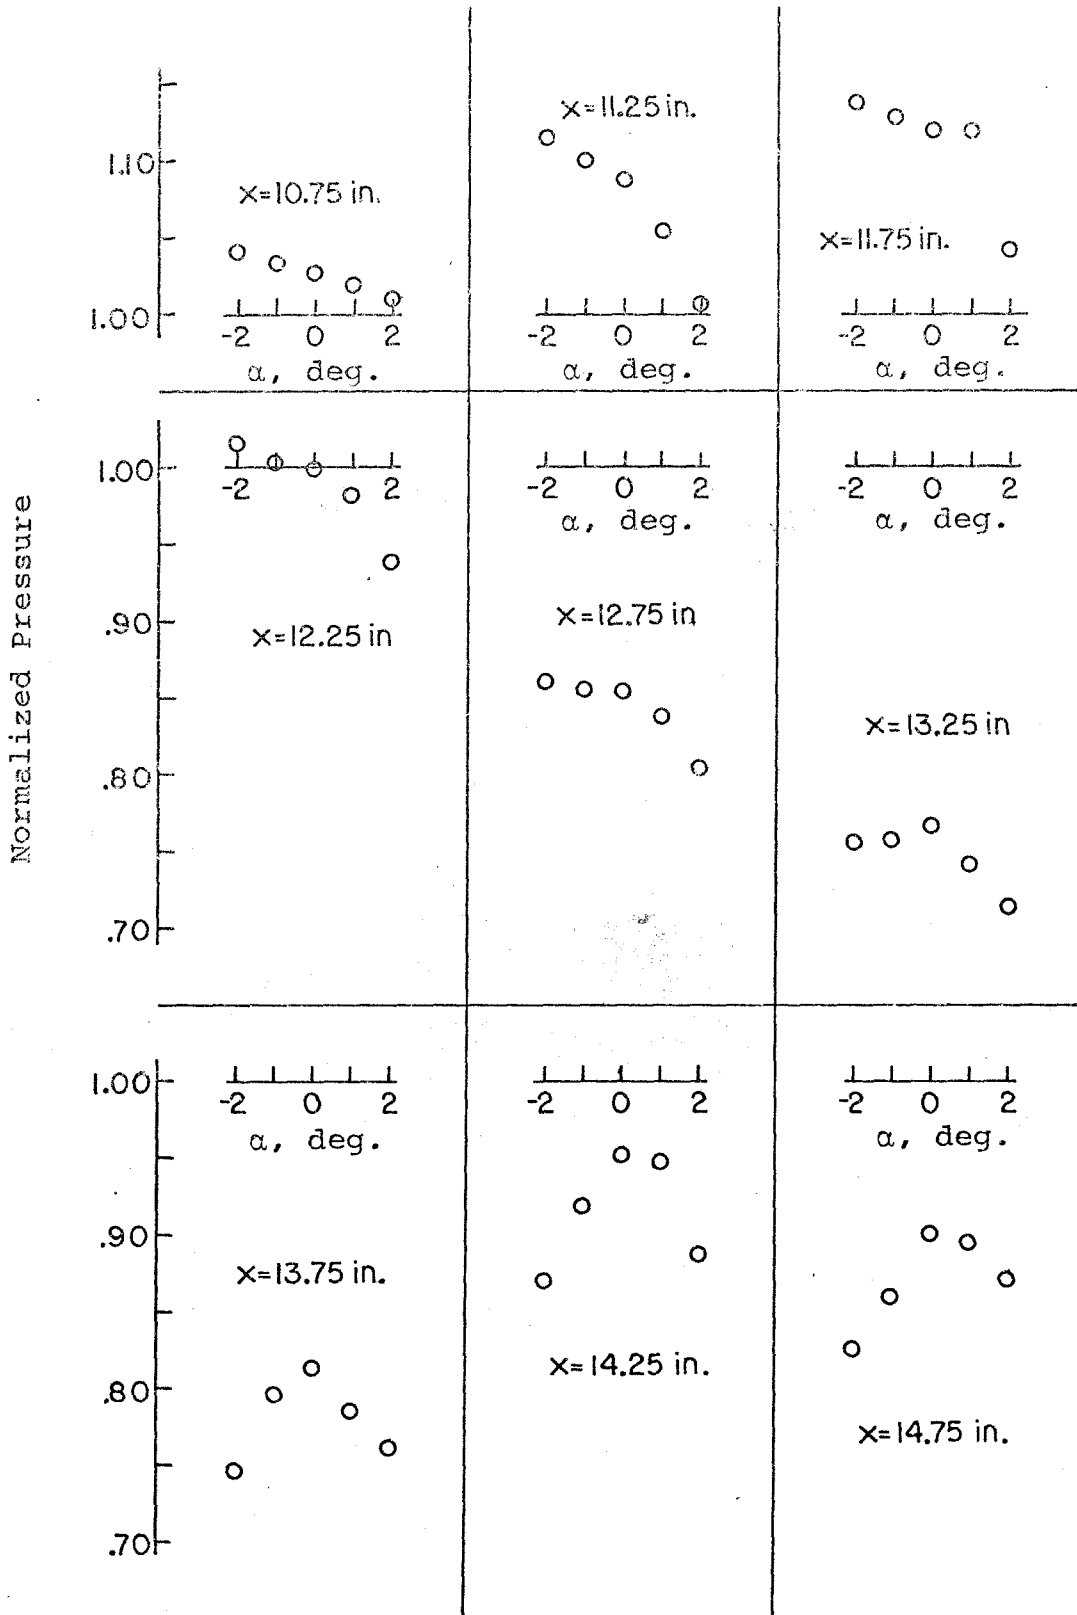 Normalized Pressure
1.10
1.00
x=10.75 in.
-2 0 2
α, deg.
x=11.25 in.
-2 0 2
α, deg.
x=11.75 in.
-2 0 2
α, deg.
1.00
.90
.80
.70
-2 2
x=12.25 in
-2 0 2
α, deg.
x=12.75 in
-2 0 2
α, deg.
x=13.25 in
1.00
.90
.80
.70
-2 0 2
α, deg.
x=13.75 in.
-2 0 2
α, deg.
x=14.25 in.
-2 0 2
α, deg.
x=14.75 in.